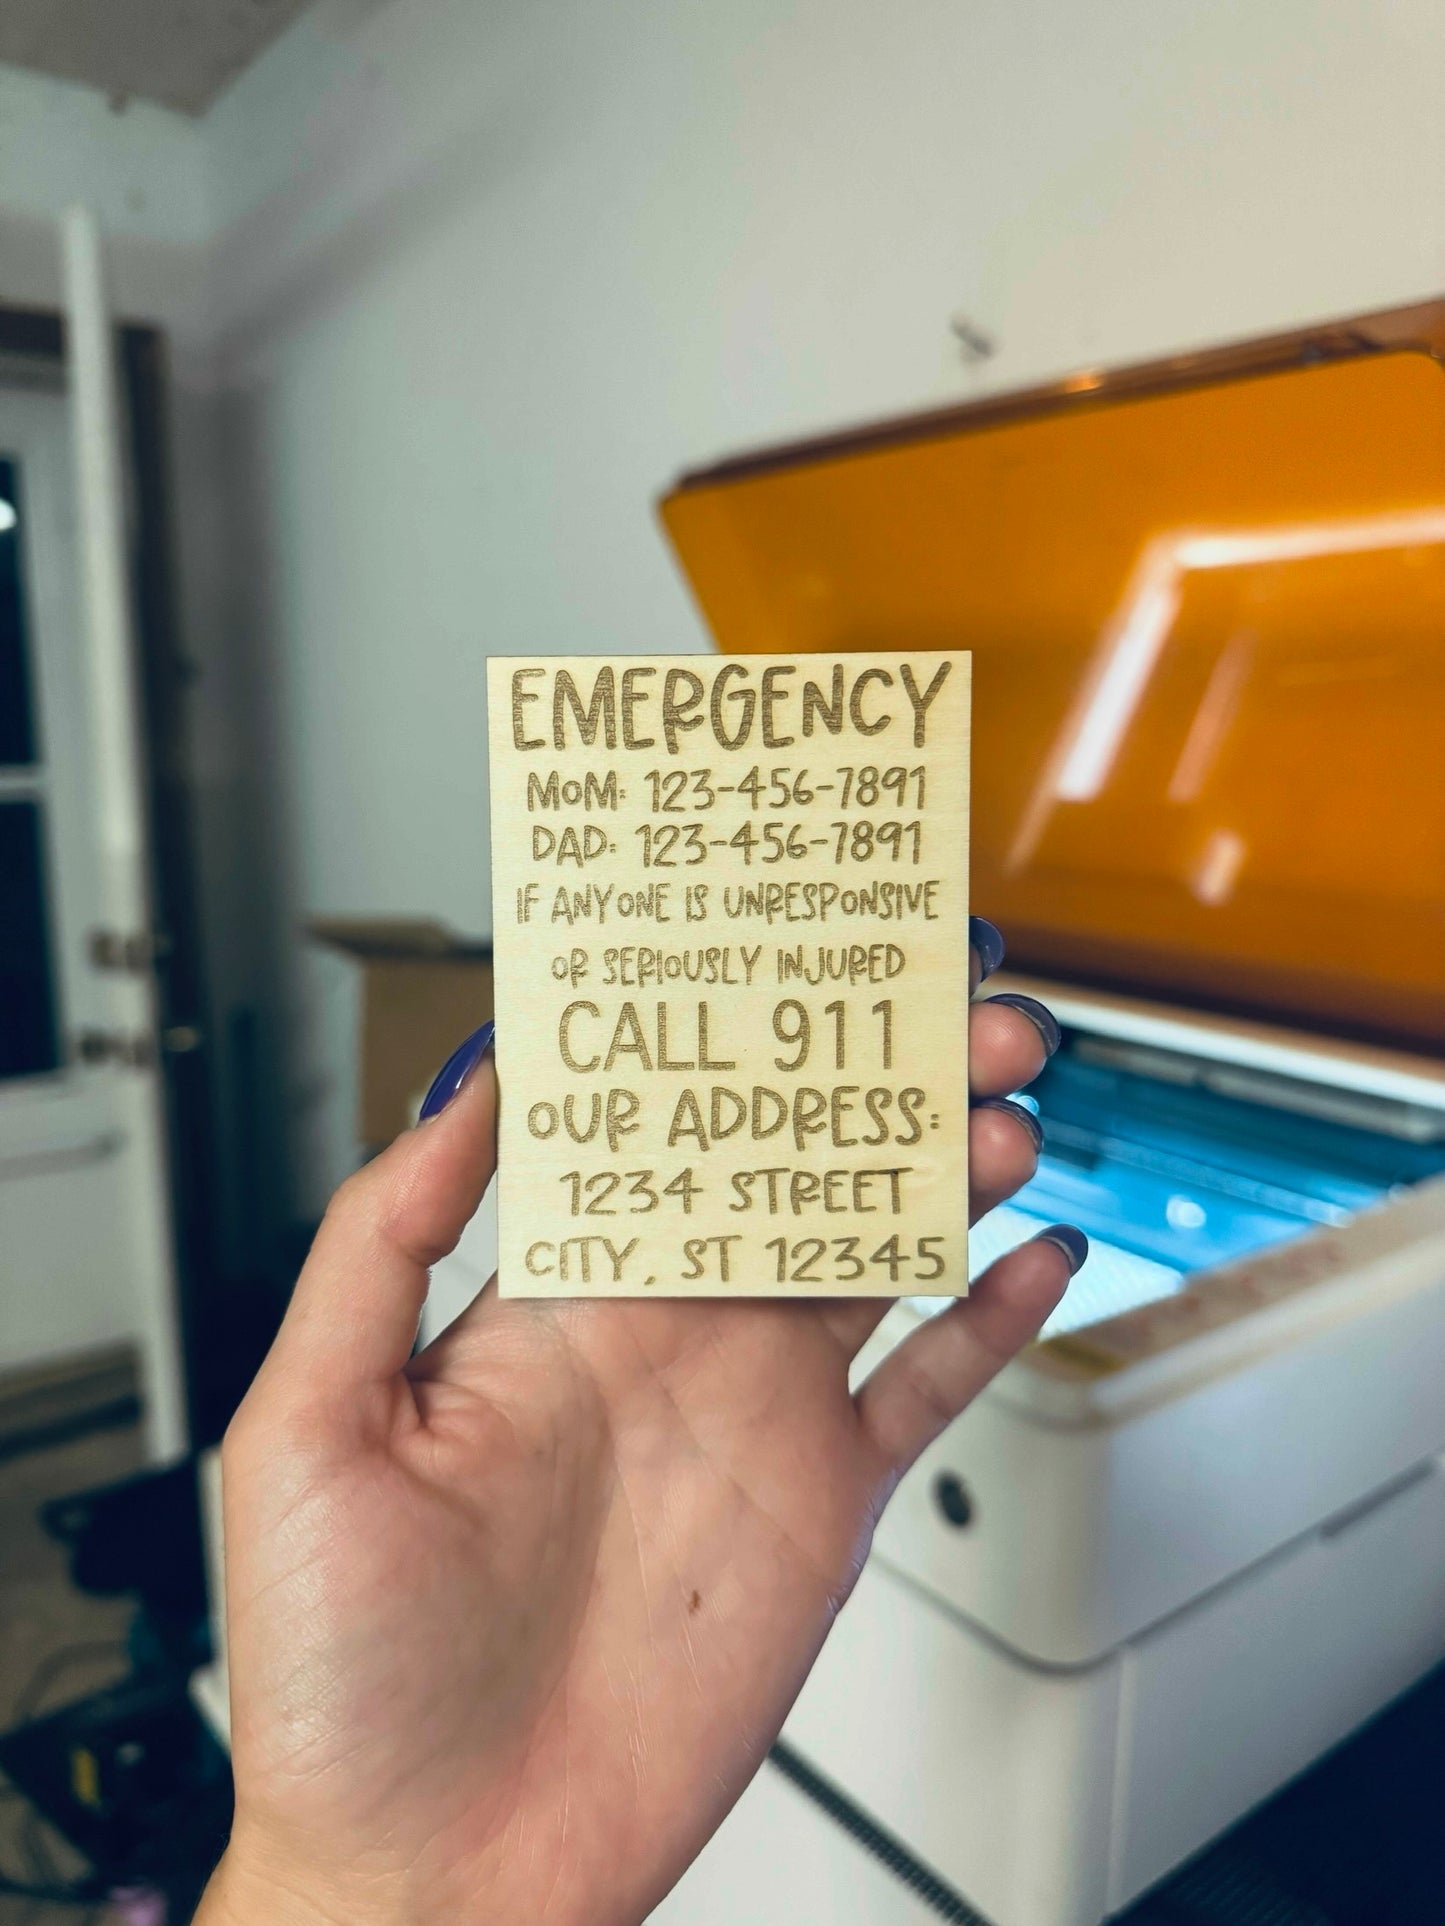 EMERGENCY
MOM: 123-456-7891
DAD: 123-456-7891
IF ANYONE IS UNRESPONSIVE
OR SERIOUSLY INJURED
CALL 911
OUR ADDRESS:
1234 STREET
CITY, ST 12345